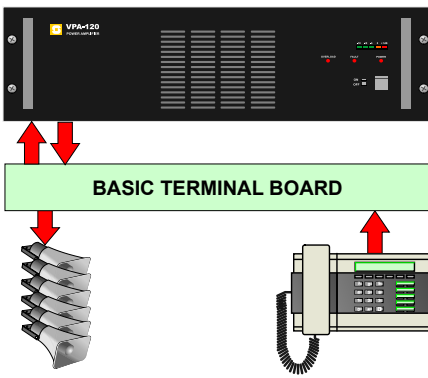 VPA-120
POWER AMPLIFIER
OVERLOAD FAULT POWER
ON
OFF
BASIC TERMINAL BOARD